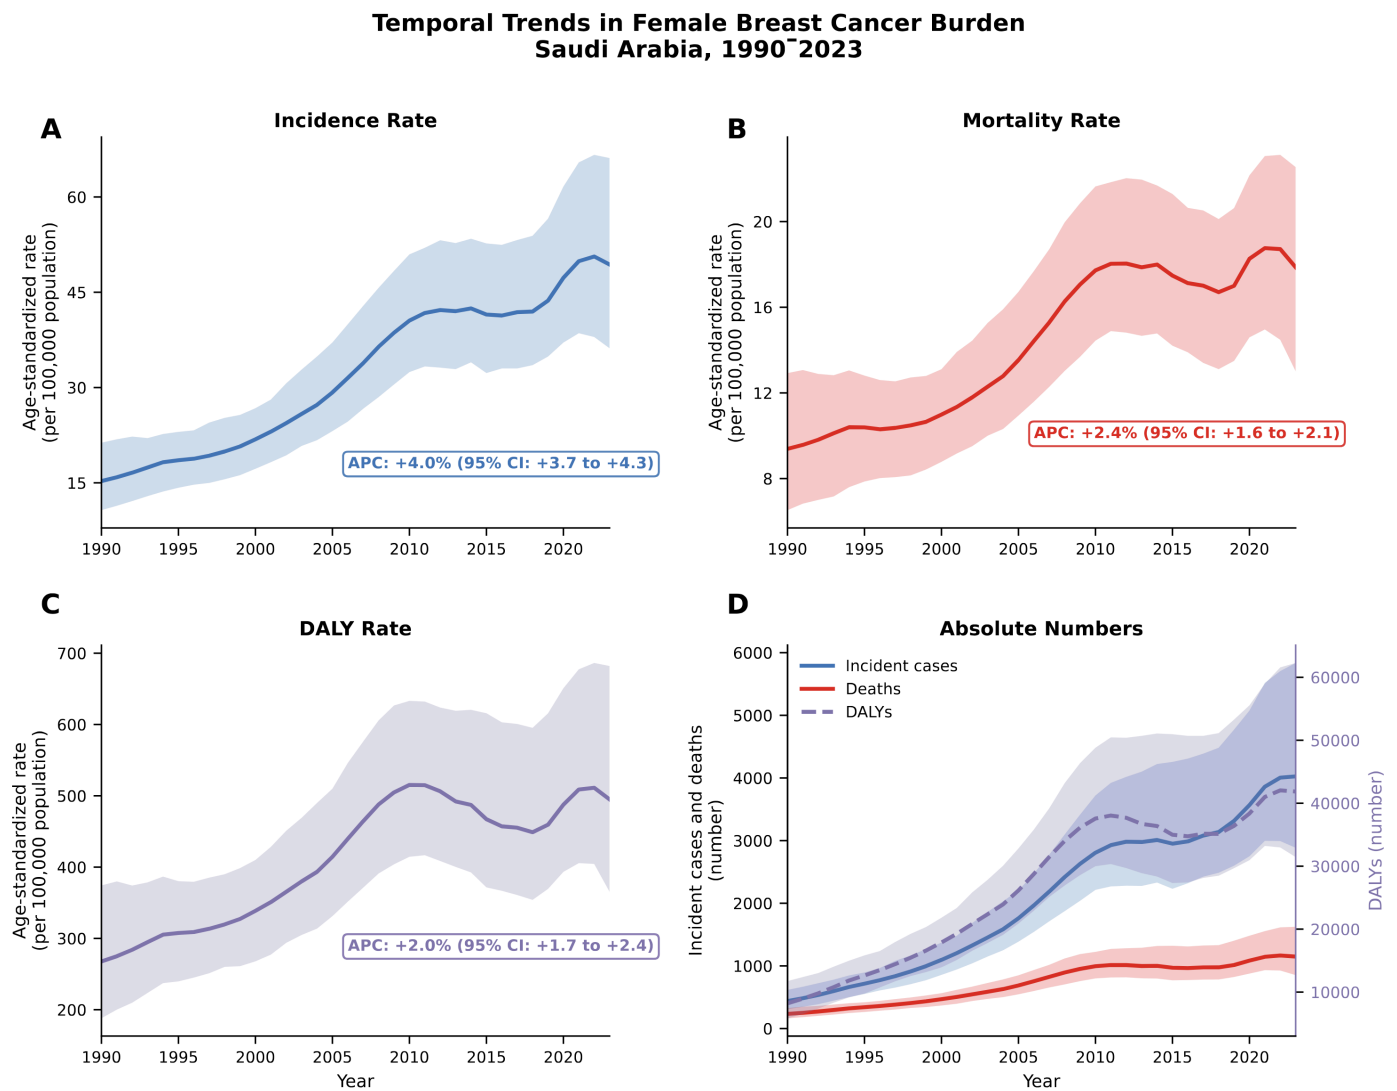 Temporal Trends in Female Breast Cancer Burden
Saudi Arabia, 1990‾2023
A
Incidence Rate
Age-standardized rate
(per 100,000 population)
60
45
30
15
APC: +4.0% (95% CI: +3.7 to +4.3)
1990 1995 2000 2005 2010 2015 2020
B
Mortality Rate
Age-standardized rate
(per 100,000 population)
20
16
12
8
APC: +2.4% (95% CI: +1.6 to +2.1)
1990 1995 2000 2005 2010 2015 2020
C
DALY Rate
Age-standardized rate
(per 100,000 population)
700
600
500
400
300
200
APC: +2.0% (95% CI: +1.7 to +2.4)
1990 1995 2000 2005 2010 2015 2020
Year
D
Absolute Numbers
Incident cases and deaths
(number)
6000
5000
4000
3000
2000
1000
0
Incident cases
Deaths
DALYs
60000
50000
40000
30000
20000
10000
DALYs (number)
1990 1995 2000 2005 2010 2015 2020
Year